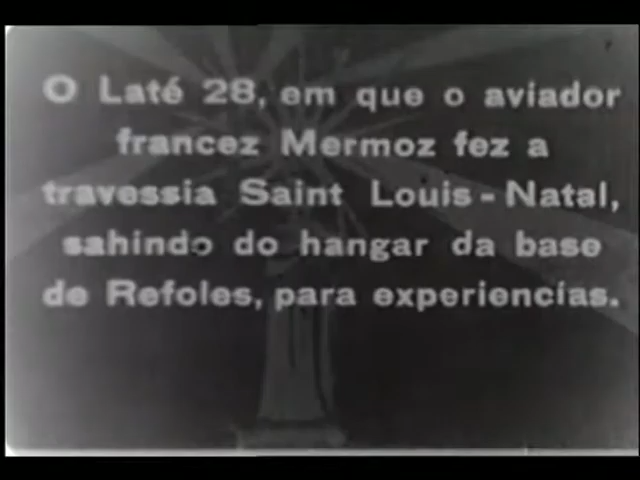 O Laté 28, em que o aviador
francez Mermoz fez a
travessia Saint Louis - Natal,
sahindo do hangar da base
de Refoles, para experiencias.